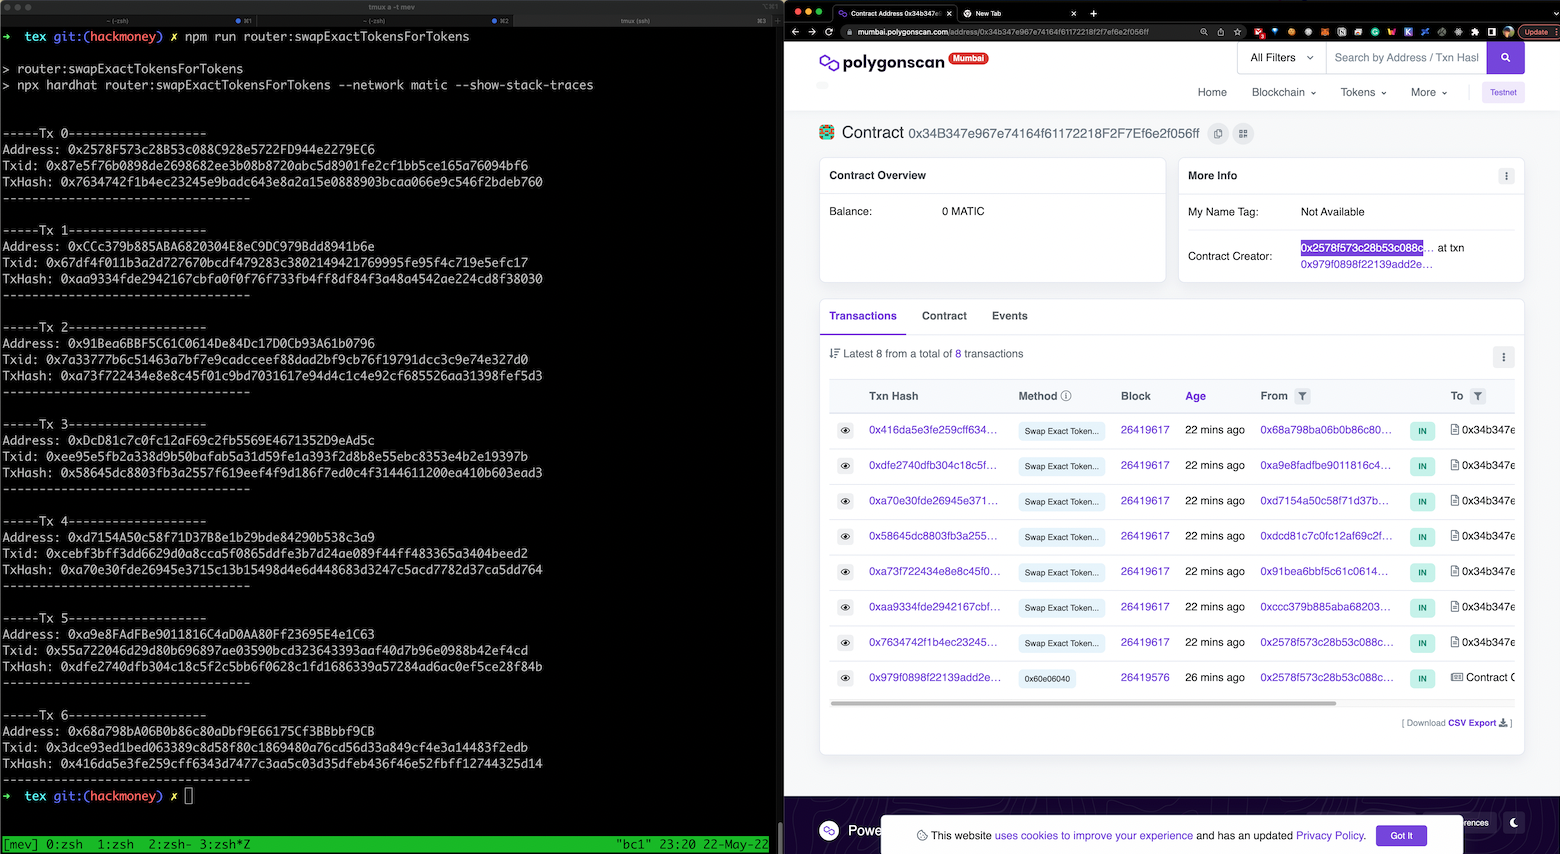 tmux a -t mev
⌥⌘1
~ (-zsh)
⌘1
~ (-zsh)
⌘2
tmux (ssh)
⌘3
→ tex git:(hackmoney) ✗ npm run router:swapExactTokensForTokens
> router:swapExactTokensForTokens
> npx hardhat router:swapExactTokensForTokens --network matic --show-stack-traces
-----Tx 0-------------------
Address: 0x2578F573C28B53C088C928e5722FD944e2279EC6
Txid: 0x87e5f76b0898de2698682ee3b08b8720abc5d8901fe2cf1bb5ce165a76094bf6
TxHash: 0x7634742f1b4ec23245e9badc643e8a2a15e0888903bcaa066e9c546f2bdeb760
----------------------------------
-----Tx 1-------------------
Address: 0xCCc379b885ABA6820304E8eC9DC979Bdd8941b6e
Txid: 0x67df4f011b3a2d727670bcdf479283c3802149421769995fe95f4c719e5efc17
TxHash: 0xaa9334fde2942167cbfa0f0f76f733fb4ff8df84f3a48a4542ae224cd8f38030
----------------------------------
-----Tx 2-------------------
Address: 0x91Bea6BBF5C61C0614De84Dc17D0Cb93A61b0796
Txid: 0x7a33777b6c51463a7bf7e9cadcceef88dad2bf9cb76f19791dcc3c9e74e327d0
TxHash: 0xa73f722434e8e8c45f01c9bd7031617e94d4c1c4e92cf685526aa31398fef5d3
----------------------------------
-----Tx 3-------------------
Address: 0xDcD81c7c0fc12aF69c2fb5569E4671352D9eAd5c
Txid: 0xee95e5fb2a338d9b50bafab5a31d59fe1a393f2d8b8e55ebc8353e4b2e19397b
TxHash: 0x58645dc8803fb3a2557f619eef4f9d186f7ed0c4f3144611200ea410b603ead3
----------------------------------
-----Tx 4-------------------
Address: 0xd7154A50c58f71D37B8e1b29bde84290b538c3a9
Txid: 0xcebf3bff3dd6629d0a8cca5f0865ddfe3b7d24ae089f44ff483365a3404beed2
TxHash: 0xa70e30fde26945e3715c13b15498d4e6d448683d3247c5acd7782d37ca5dd764
----------------------------------
-----Tx 5-------------------
Address: 0xa9e8FAdFBe9011816C4aD0AA80Ff23695E4e1C63
Txid: 0x55a722046d29d80b696897ae03590bcd323643393aaf40d7b96e0988b42ef4cd
TxHash: 0xdfe2740dfb304c18c5f2c5bb6f0628c1fd1686339a57284ad6ac0ef5ce28f84b
----------------------------------
-----Tx 6-------------------
Address: 0x68a798bA06B0b86c80aDbf9E66175Cf3BBbbf9CB
Txid: 0x3dce93ed1bed063389c8d58f80c1869480a76cd56d33a849cf4e3a14483f2edb
TxHash: 0x416da5e3fe259cff6343d7477c3aa5c03d35dfeb436f46e52fbff12744325d14
----------------------------------
→ tex git:(hackmoney) ✗
[mev] 0:zsh 1:zsh 2:zsh- 3:zsh*Z "bc1" 23:20 22-May-22
Contract Address 0x34b347e
New Tab
mumbai.polygonscan.com/address/0x34b347e967e74164f61172218f2f7ef6e2f056ff
Update
polygonscan Mumbai
All Filters
Search by Address / Txn Hash
Home Blockchain Tokens More Testnet
Contract 0x34B347e967e74164f61172218F2F7Ef6e2f056ff
Contract Overview
Balance: 0 MATIC
More Info
My Name Tag: Not Available
Contract Creator: 0x2578f573c28b53c088c... at txn
0x979f0898f22139add2e...
Transactions Contract Events
Latest 8 from a total of 8 transactions
Txn Hash Method Block Age From To
0x416da5e3fe259cff634... Swap Exact Token... 26419617 22 mins ago 0x68a798ba06b0b86c80... IN 0x34b347e
0xdfe2740dfb304c18c5f... Swap Exact Token... 26419617 22 mins ago 0xa9e8fadfbe9011816c4... IN 0x34b347e
0xa70e30fde26945e371... Swap Exact Token... 26419617 22 mins ago 0xd7154a50c58f71d37b... IN 0x34b347e
0x58645dc8803fb3a255... Swap Exact Token... 26419617 22 mins ago 0xdcd81c7c0fc12af69c2f... IN 0x34b347e
0xa73f722434e8e8c45f0... Swap Exact Token... 26419617 22 mins ago 0x91bea6bbf5c61c0614... IN 0x34b347e
0xaa9334fde2942167cbf... Swap Exact Token... 26419617 22 mins ago 0xccc379b885aba68203... IN 0x34b347e
0x7634742f1b4ec23245... Swap Exact Token... 26419617 22 mins ago 0x2578f573c28b53c088c... IN 0x34b347e
0x979f0898f22139add2e... 0x60e06040 26419576 26 mins ago 0x2578f573c28b53c088c... IN Contract C
[ Download CSV Export ]
Powe
This website uses cookies to improve your experience and has an updated Privacy Policy.
Got It
rences